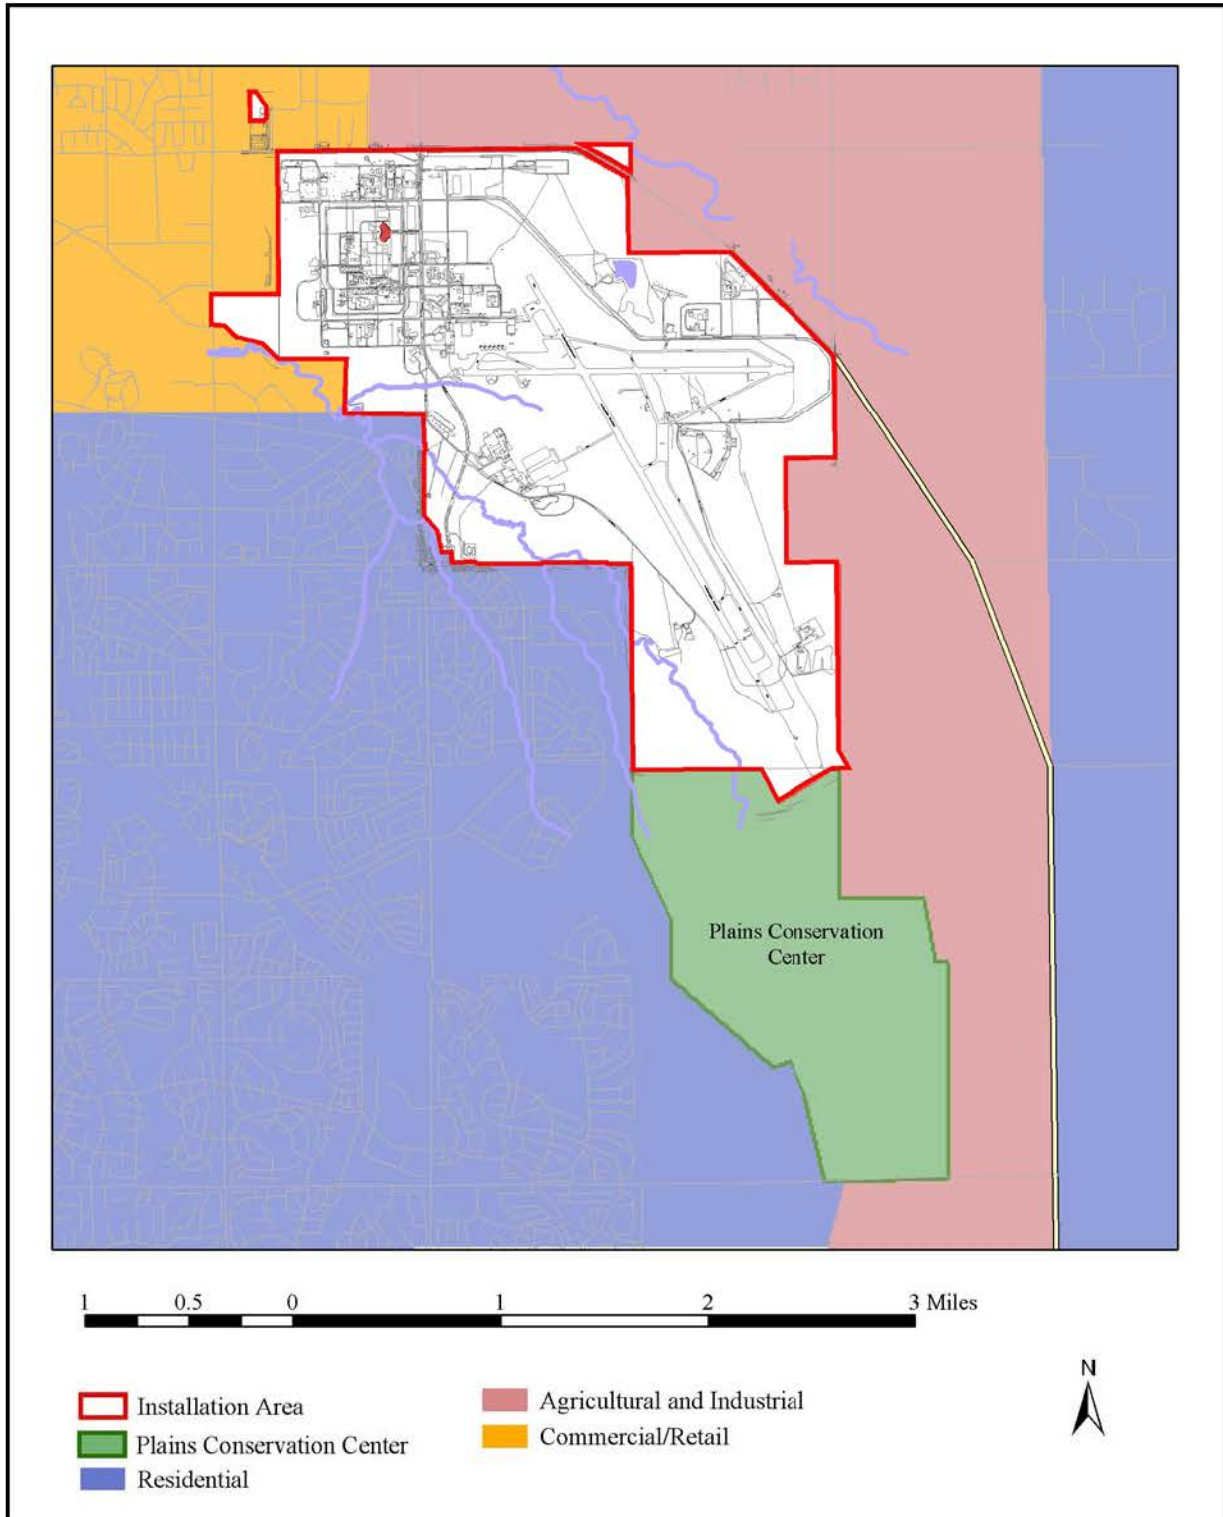 Plains Conservation
Center
1 0.5 0 1 2 3 Miles
N
Installation Area
Plains Conservation Center
Residential
Agricultural and Industrial
Commercial/Retail